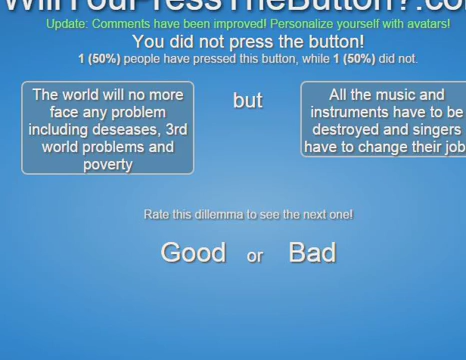 WillYouPressTheButton?.co
Update: Comments have been improved! Personalize yourself with avatars!
You did not press the button!
1 (50%) people have pressed this button, while 1 (50%) did not.
The world will no more
face any problem
including deseases, 3rd
world problems and
poverty
but
All the music and
instruments have to be
destroyed and singers
have to change their job
Rate this dillemma to see the next one!
Good or Bad